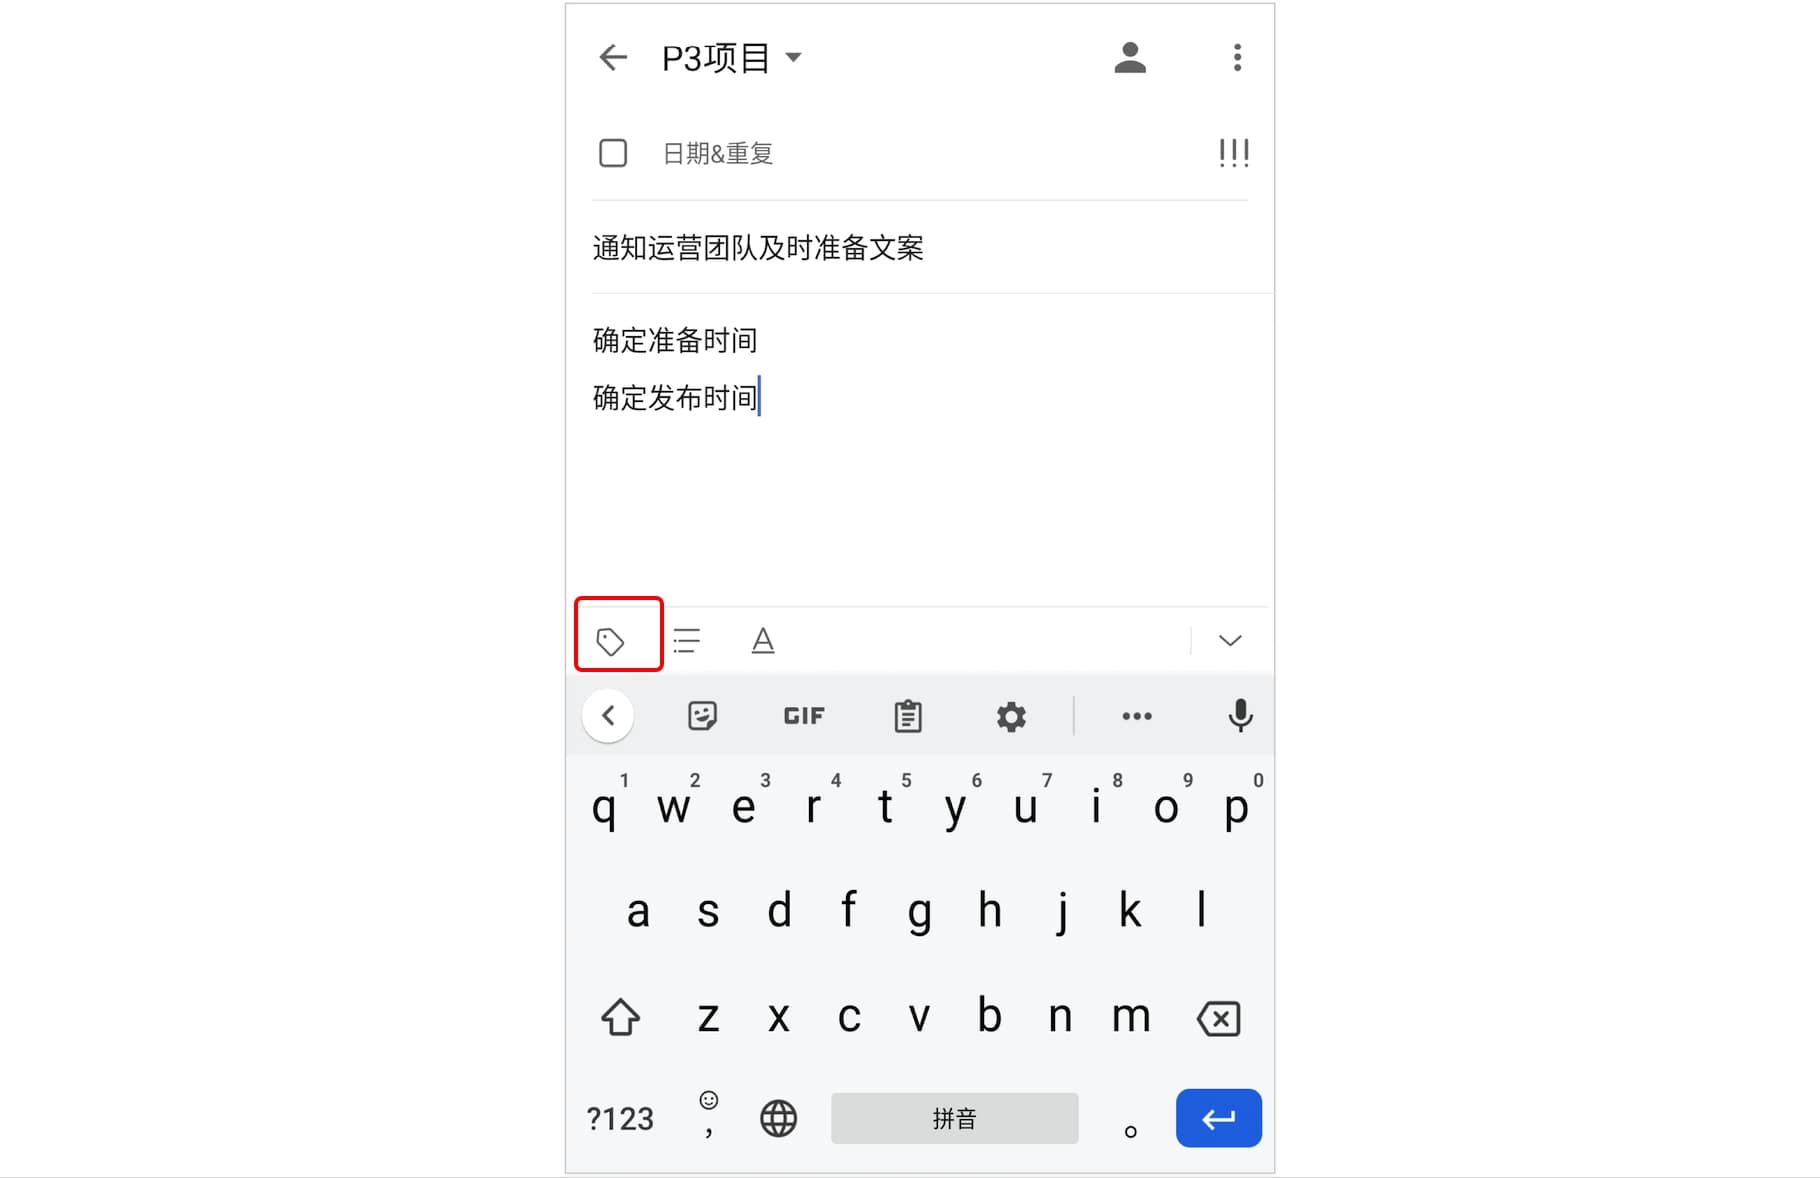 P3项目
日期&重复
!!!
通知运营团队及时准备文案
确定准备时间
确定发布时间
A
GIF
1 2 3 4 5 6 7 8 9 0
q w e r t y u i o p
a s d f g h j k l
z x c v b n m
?123 , 拼音 。